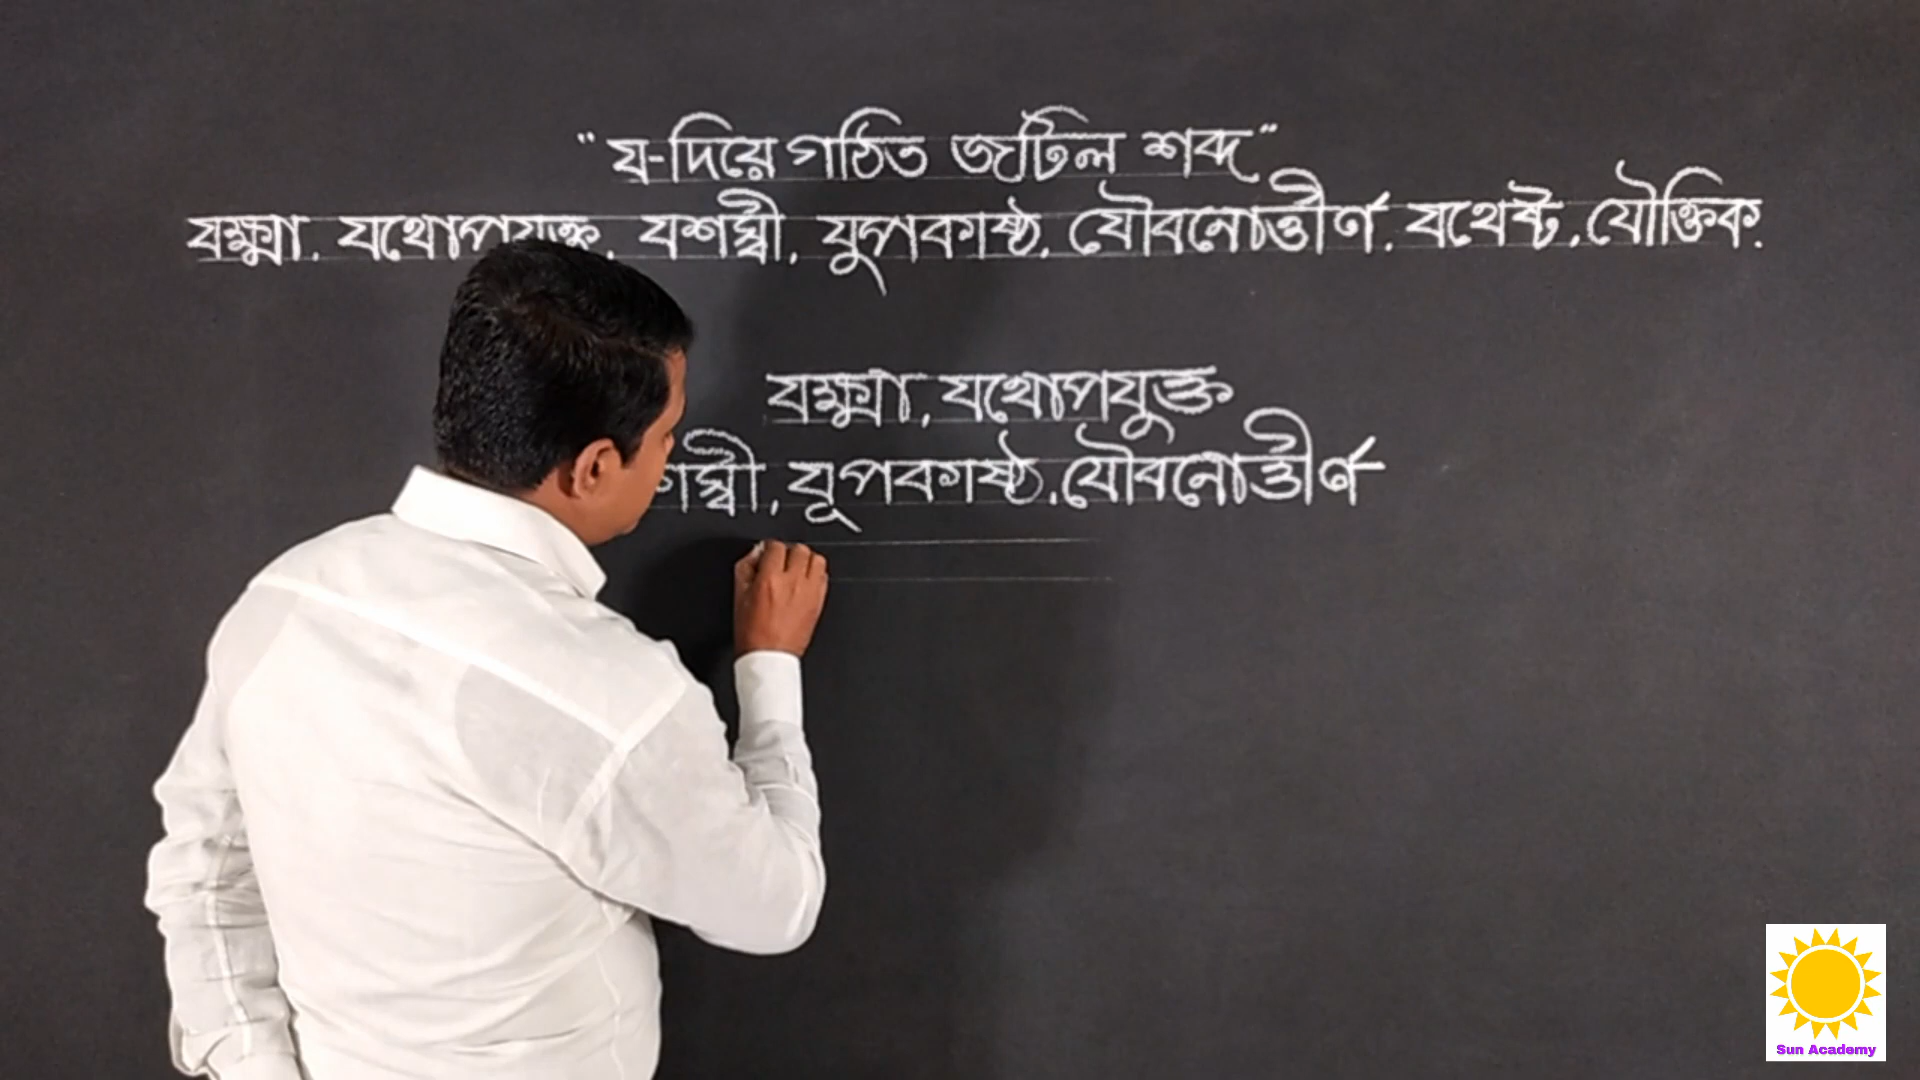 "য-দিয়ে গঠিত জটিল শব্দ"
যক্ষ্মা, যথোপযুক্ত, যশস্বী, যুপকাষ্ঠ, যৌবনোত্তীর্ণ, যথেষ্ট, যৌক্তিক,
যক্ষ্মা, যথোপযুক্ত
যূপকাষ্ঠ, যৌবনোত্তীর্ণ
Sun Academy